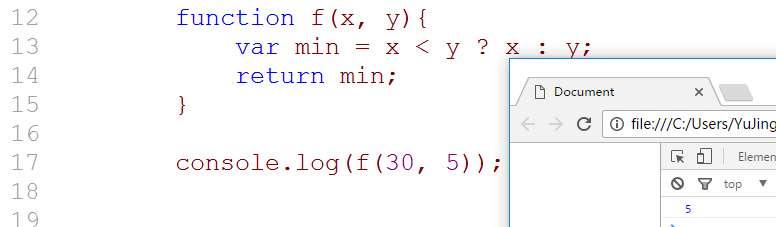 12 function f(x, y){
13 var min = x < y ? x : y;
14 return min;
15 }
16
17 console.log(f(30, 5));
18
19
Document
file:///C:/Users/YuJing
top
5